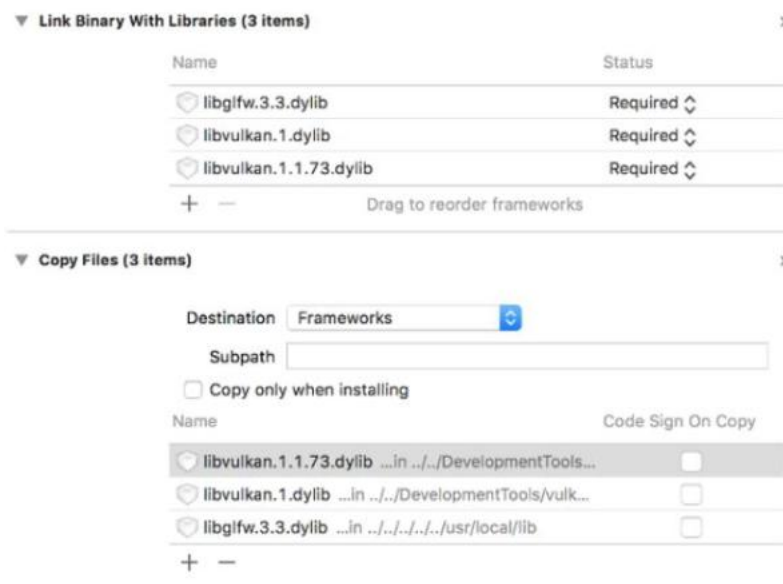 Link Binary With Libraries (3 items)
Name Status
libglfw.3.3.dylib Required
libvulkan.1.dylib Required
libvulkan.1.1.73.dylib Required
+ − Drag to reorder frameworks
Copy Files (3 items)
Destination Frameworks
Subpath
Copy only when installing
Name Code Sign On Copy
libvulkan.1.1.73.dylib ...in ../../DevelopmentTools...
libvulkan.1.dylib ...in ../../DevelopmentTools/vulk...
libglfw.3.3.dylib ...in ../../../../../usr/local/lib
+ −